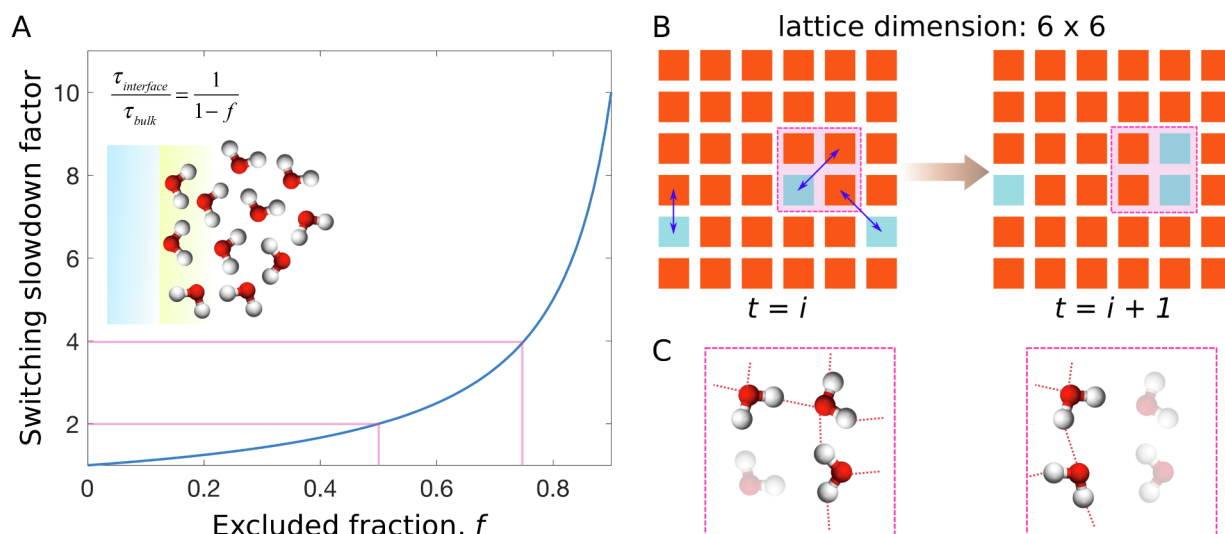 A
Switching slowdown factor
10
8
6
4
2
τinterface / τbulk = 1 / 1 − f
0 0.2 0.4 0.6 0.8
Excluded fraction, f
B
lattice dimension: 6 x 6
t = i
t = i + 1
C